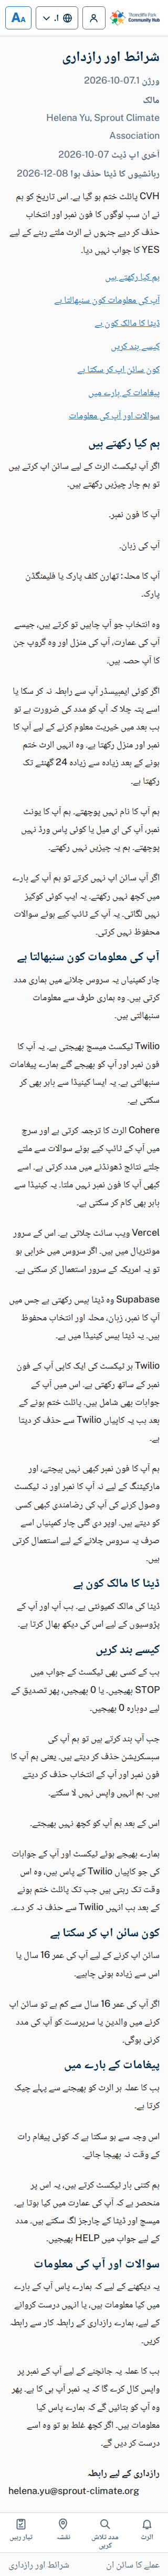 AA
ا.
Thorncliffe Park
Community Hub
شرائط اور رازداری
ورژن 2026-10-07.1
مالک
Helena Yu, Sprout Climate
Association
آخری اپ ڈیٹ 07-10-2026
ہائشیوں کا ڈیٹا حذف ہوا 08-12-2026
CVH پائلٹ ختم ہو گیا ہے۔ اس تاریخ کو ہم
نے ان سب لوگوں کا فون نمبر اور انتخاب
حذف کر دیے جنہوں نے الرٹ ملتے رہنے کے لیے
YES کا جواب نہیں دیا۔
ہم کیا رکھتے ہیں
آپ کی معلومات کون سنبھالتا ہے
ڈیٹا کا مالک کون ہے
کیسے بند کریں
کون سائن اپ کر سکتا ہے
پیغامات کے بارے میں
سوالات اور آپ کی معلومات
ہم کیا رکھتے ہیں
اگر آپ ٹیکسٹ الرٹ کے لیے سائن اپ کرتے ہیں
تو ہم چار چیزیں رکھتے ہیں۔
آپ کا فون نمبر۔
آپ کی زبان۔
آپ کا محلہ: تھارن کلف پارک یا فلیمنگڈن
پارک۔
وہ انتخاب جو آپ چاہیں تو کرتے ہیں، جیسے
آپ کی عمارت، آپ کی منزل اور وہ گروپ جن
کا آپ حصہ ہیں۔
اگر کوئی ایمبیسڈر آپ سے رابطہ نہ کر سکا یا
اسے پتہ چلا کہ آپ کو مدد کی ضرورت ہے تو
ہم بعد میں خیریت معلوم کرنے کے لیے آپ کا
نمبر اور منزل رکھتا ہے۔ وہ انہیں الرٹ ختم
ہونے کے بعد زیادہ سے زیادہ 24 گھنٹے تک
رکھتا ہے۔
ہم آپ کا نام نہیں پوچھتے۔ ہم آپ کا یونٹ
نمبر، آپ کی ای میل یا کوئی پاس ورڈ نہیں
پوچھتے۔ ہم یہ چیزیں نہیں رکھتے۔
اگر آپ سائن اپ نہیں کرتے تو ہم آپ کے بارے
میں کچھ نہیں رکھتے۔ یہ ایپ کوئی کوکیز
نہیں لگاتی۔ یہ آپ کے ٹائپ کیے ہوئے سوالات
محفوظ نہیں کرتی۔
آپ کی معلومات کون سنبھالتا ہے
چار کمپنیاں یہ سروس چلانے میں ہماری مدد
کرتی ہیں۔ وہ ہماری طرف سے معلومات
سنبھالتی ہیں۔
Twilio ٹیکسٹ میسج بھیجتی ہے۔ یہ آپ کا
فون نمبر اور آپ کو بھیجے گئے ہمارے پیغامات
سنبھالتی ہے۔ یہ ایسا کینیڈا سے باہر بھی کر
سکتی ہے۔
Cohere الرٹ کا ترجمہ کرتی ہے اور سرچ
میں آپ کے ٹائپ کیے ہوئے سوالات سے ملتے
جلتے نتائج ڈھونڈنے میں مدد کرتی ہے۔ اسے
کبھی آپ کا فون نمبر نہیں ملتا۔ یہ کینیڈا سے
باہر بھی کام کر سکتی ہے۔
Vercel ویب سائٹ چلاتی ہے۔ اس کے سرور
مونٹریال میں ہیں۔ اگر سروس میں خرابی ہو
تو یہ امریکہ کے سرور استعمال کر سکتی ہے۔
Supabase وہ ڈیٹا بیس رکھتی ہے جس میں
آپ کا نمبر، زبان، محلہ اور انتخاب محفوظ
ہیں۔ یہ ڈیٹا بیس کینیڈا میں ہے۔
Twilio ہر ٹیکسٹ کی ایک کاپی آپ کے فون
نمبر کے ساتھ رکھتی ہے۔ اس میں آپ کے
جوابات بھی شامل ہیں۔ پائلٹ ختم ہونے کے
بعد ہم یہ کاپیاں Twilio سے حذف کر دیتا
ہے۔
ہم آپ کا فون نمبر کبھی نہیں بیچتے، اور
مارکیٹنگ کے لیے نہ آپ کا نمبر اور نہ ٹیکسٹ
وصول کرنے کی آپ کی رضامندی کبھی کسی
کو دیتے ہیں۔ اوپر دی گئی چار کمپنیاں اسے
صرف یہ سروس چلانے کے لیے استعمال کرتی
ہیں۔
ڈیٹا کا مالک کون ہے
ڈیٹا کی مالک کمیونٹی ہے۔ ہب آپ اور آپ کے
پڑوسیوں کے لیے اس کی دیکھ بھال کرتا ہے۔
کیسے بند کریں
ہب کے کسی بھی ٹیکسٹ کے جواب میں
STOP بھیجیں۔ یا 0 بھیجیں، پھر تصدیق کے
لیے دوبارہ 0 بھیجیں۔
جب آپ بند کرتے ہیں تو ہم آپ کی
سبسکرپشن حذف کر دیتے ہیں۔ یعنی ہم آپ کا
فون نمبر اور آپ کے انتخاب حذف کر دیتے
ہیں۔ ہم انہیں واپس نہیں لا سکتے۔
اس کے بعد ہم آپ کو کچھ نہیں بھیجتے۔
ہمارے بھیجے ہوئے ٹیکسٹ اور آپ کے جوابات
کی جو کاپیاں Twilio کے پاس ہیں، وہ اس
وقت تک رہتی ہیں جب تک پائلٹ ختم ہونے
کے بعد ہب انہیں Twilio سے حذف نہ کر دے۔
کون سائن اپ کر سکتا ہے
سائن اپ کرنے کے لیے آپ کی عمر 16 سال یا
اس سے زیادہ ہونی چاہیے۔
اگر آپ کی عمر 16 سال سے کم ہے تو سائن اپ
کرنے میں والدین یا سرپرست کو آپ کی مدد
کرنی ہوگی۔
پیغامات کے بارے میں
ہب کا عملہ ہر الرٹ کو بھیجنے سے پہلے چیک
کرتا ہے۔
اس وجہ سے ہو سکتا ہے کہ کوئی پیغام رات
کے وقت نہ بھیجا جائے۔
ہم کتنی بار ٹیکسٹ کرتے ہیں، یہ اس پر
منحصر ہے کہ آپ کی عمارت میں کیا ہوتا ہے۔
میسج اور ڈیٹا کے چارجز لگ سکتے ہیں۔ مدد
کے لیے جواب میں HELP بھیجیں۔
سوالات اور آپ کی معلومات
یہ دیکھنے کے لیے کہ ہمارے پاس آپ کے بارے
میں کیا معلومات ہیں، یا انہیں درست کروانے
کے لیے، ہمارے رازداری کے رابطہ کار سے رابطہ
کریں۔
ہب کا عملہ یہ جانچنے کے لیے آپ کے نمبر پر
واپس کال کرے گا کہ یہ نمبر آپ ہی کا ہے۔ پھر
وہ آپ کو بتائیں گے کہ ہمارے پاس کیا
معلومات ہیں۔ اگر کچھ غلط ہو تو وہ اسے
درست کر دیں گے۔
رازداری کے لیے رابطہ
helena.yu@sprout-climate.org
الرٹ
مدد تلاش
کریں
نقشہ
تیار رہیں
عملے کا سائن ان
شرائط اور رازداری